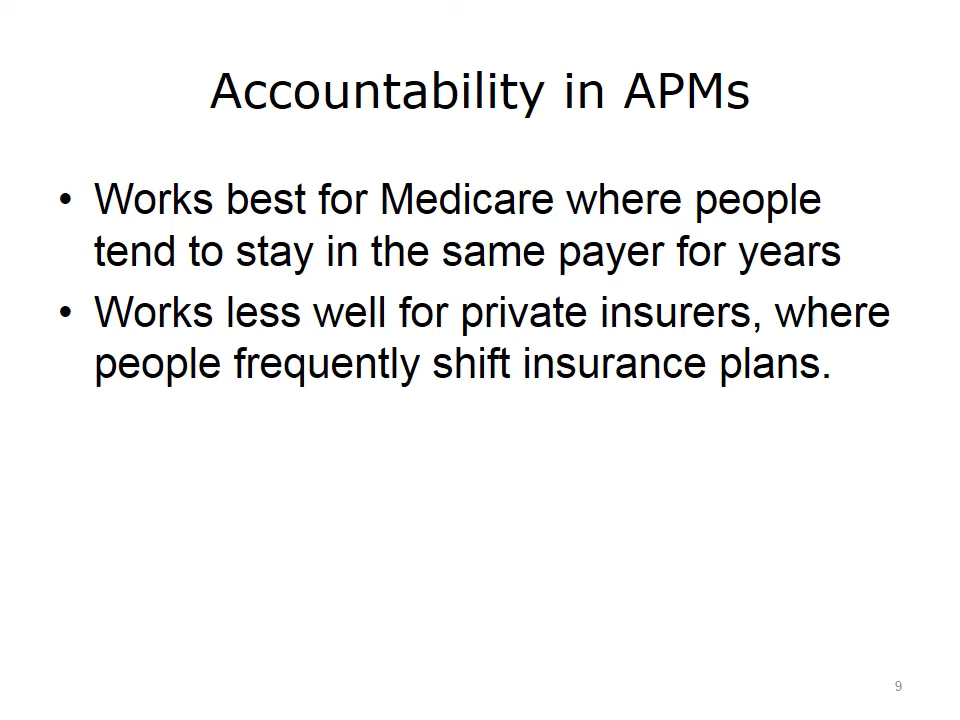 Accountability in APMs
• Works best for Medicare where people
tend to stay in the same payer for years
• Works less well for private insurers, where
people frequently shift insurance plans.
9